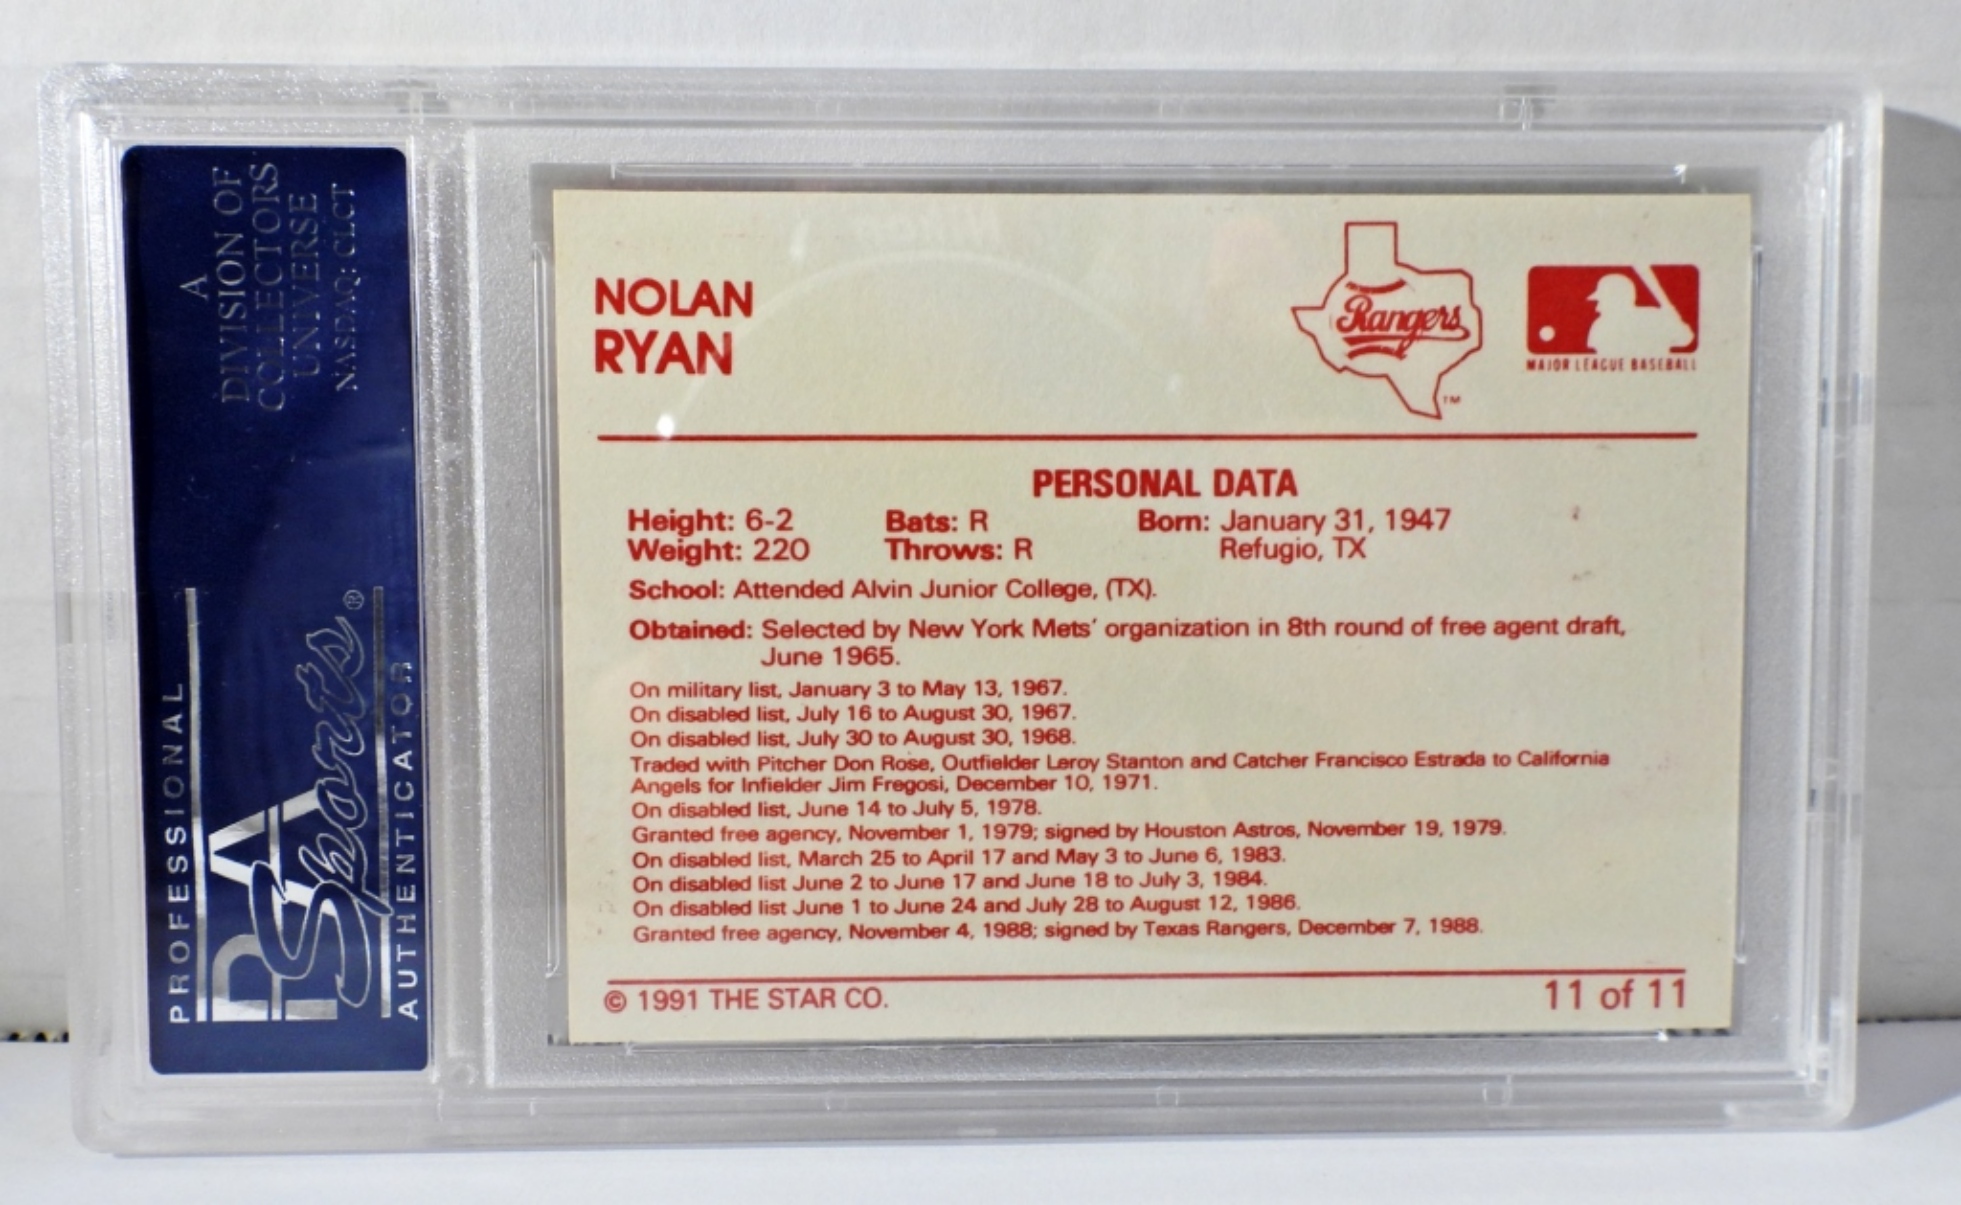 A
DIVISION OF
COLLECTORS
UNIVERSE
NASDAQ: CLCT
PROFESSIONAL
PSA
Sports®
AUTHENTICATOR
NOLAN
RYAN
Rangers
TM
MAJOR LEAGUE BASEBALL
PERSONAL DATA
Height: 6-2 Bats: R Born: January 31, 1947
Weight: 220 Throws: R Refugio, TX
School: Attended Alvin Junior College, (TX).
Obtained: Selected by New York Mets' organization in 8th round of free agent draft,
June 1965.
On military list, January 3 to May 13, 1967.
On disabled list, July 16 to August 30, 1967.
On disabled list, July 30 to August 30, 1968.
Traded with Pitcher Don Rose, Outfielder Leroy Stanton and Catcher Francisco Estrada to California
Angels for Infielder Jim Fregosi, December 10, 1971.
On disabled list, June 14 to July 5, 1978.
Granted free agency, November 1, 1979; signed by Houston Astros, November 19, 1979.
On disabled list, March 25 to April 17 and May 3 to June 6, 1983.
On disabled list June 2 to June 17 and June 18 to July 3, 1984.
On disabled list June 1 to June 24 and July 28 to August 12, 1986.
Granted free agency, November 4, 1988; signed by Texas Rangers, December 7, 1988.
© 1991 THE STAR CO. 11 of 11